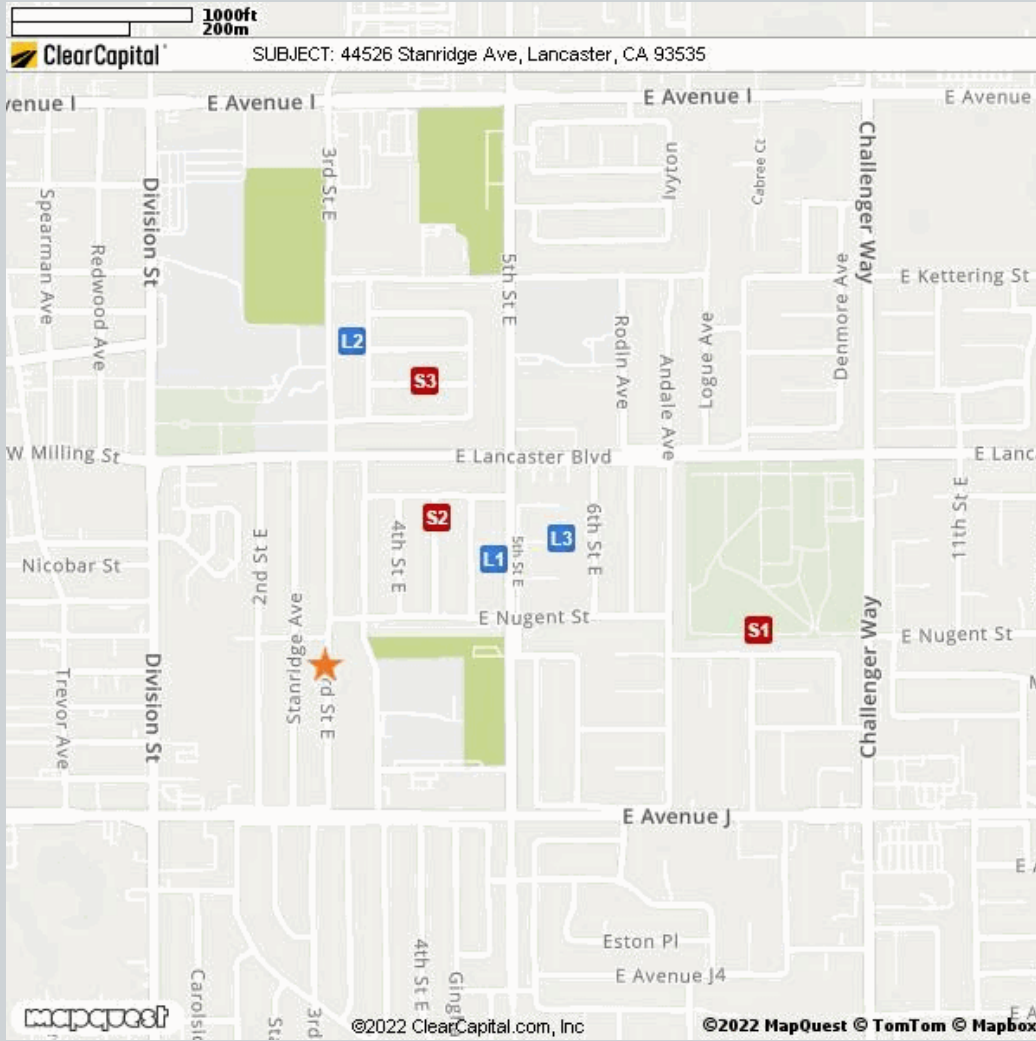 1000ft
200m
ClearCapital
SUBJECT: 44526 Stanridge Ave, Lancaster, CA 93535
venue I
E Avenue I
E Avenue I
E Avenue
Spearman Ave
Redwood Ave
Division St
3rd St E
5th St E
Ivyton
Challenger Way
E Kettering St
Rodin Ave
Andale Ave
Logne Ave
Denmore Ave
L2
S3
W Milling St
E Lancaster Blvd
E Lanc
S2
L1
L3
4th St E
5th St E
6th St E
11th St E
Nicobar St
2nd St E
Stanridge Ave
E Nugent St
S1
Challenger Way
E Nugent St
Trevor Ave
Division St
rd St E
E Avenue J
Eston Pl
E Avenue J4
4th St E
3rd
mapquest
©2022 ClearCapital.com, Inc
©2022 MapQuest © TomTom © Mapbox